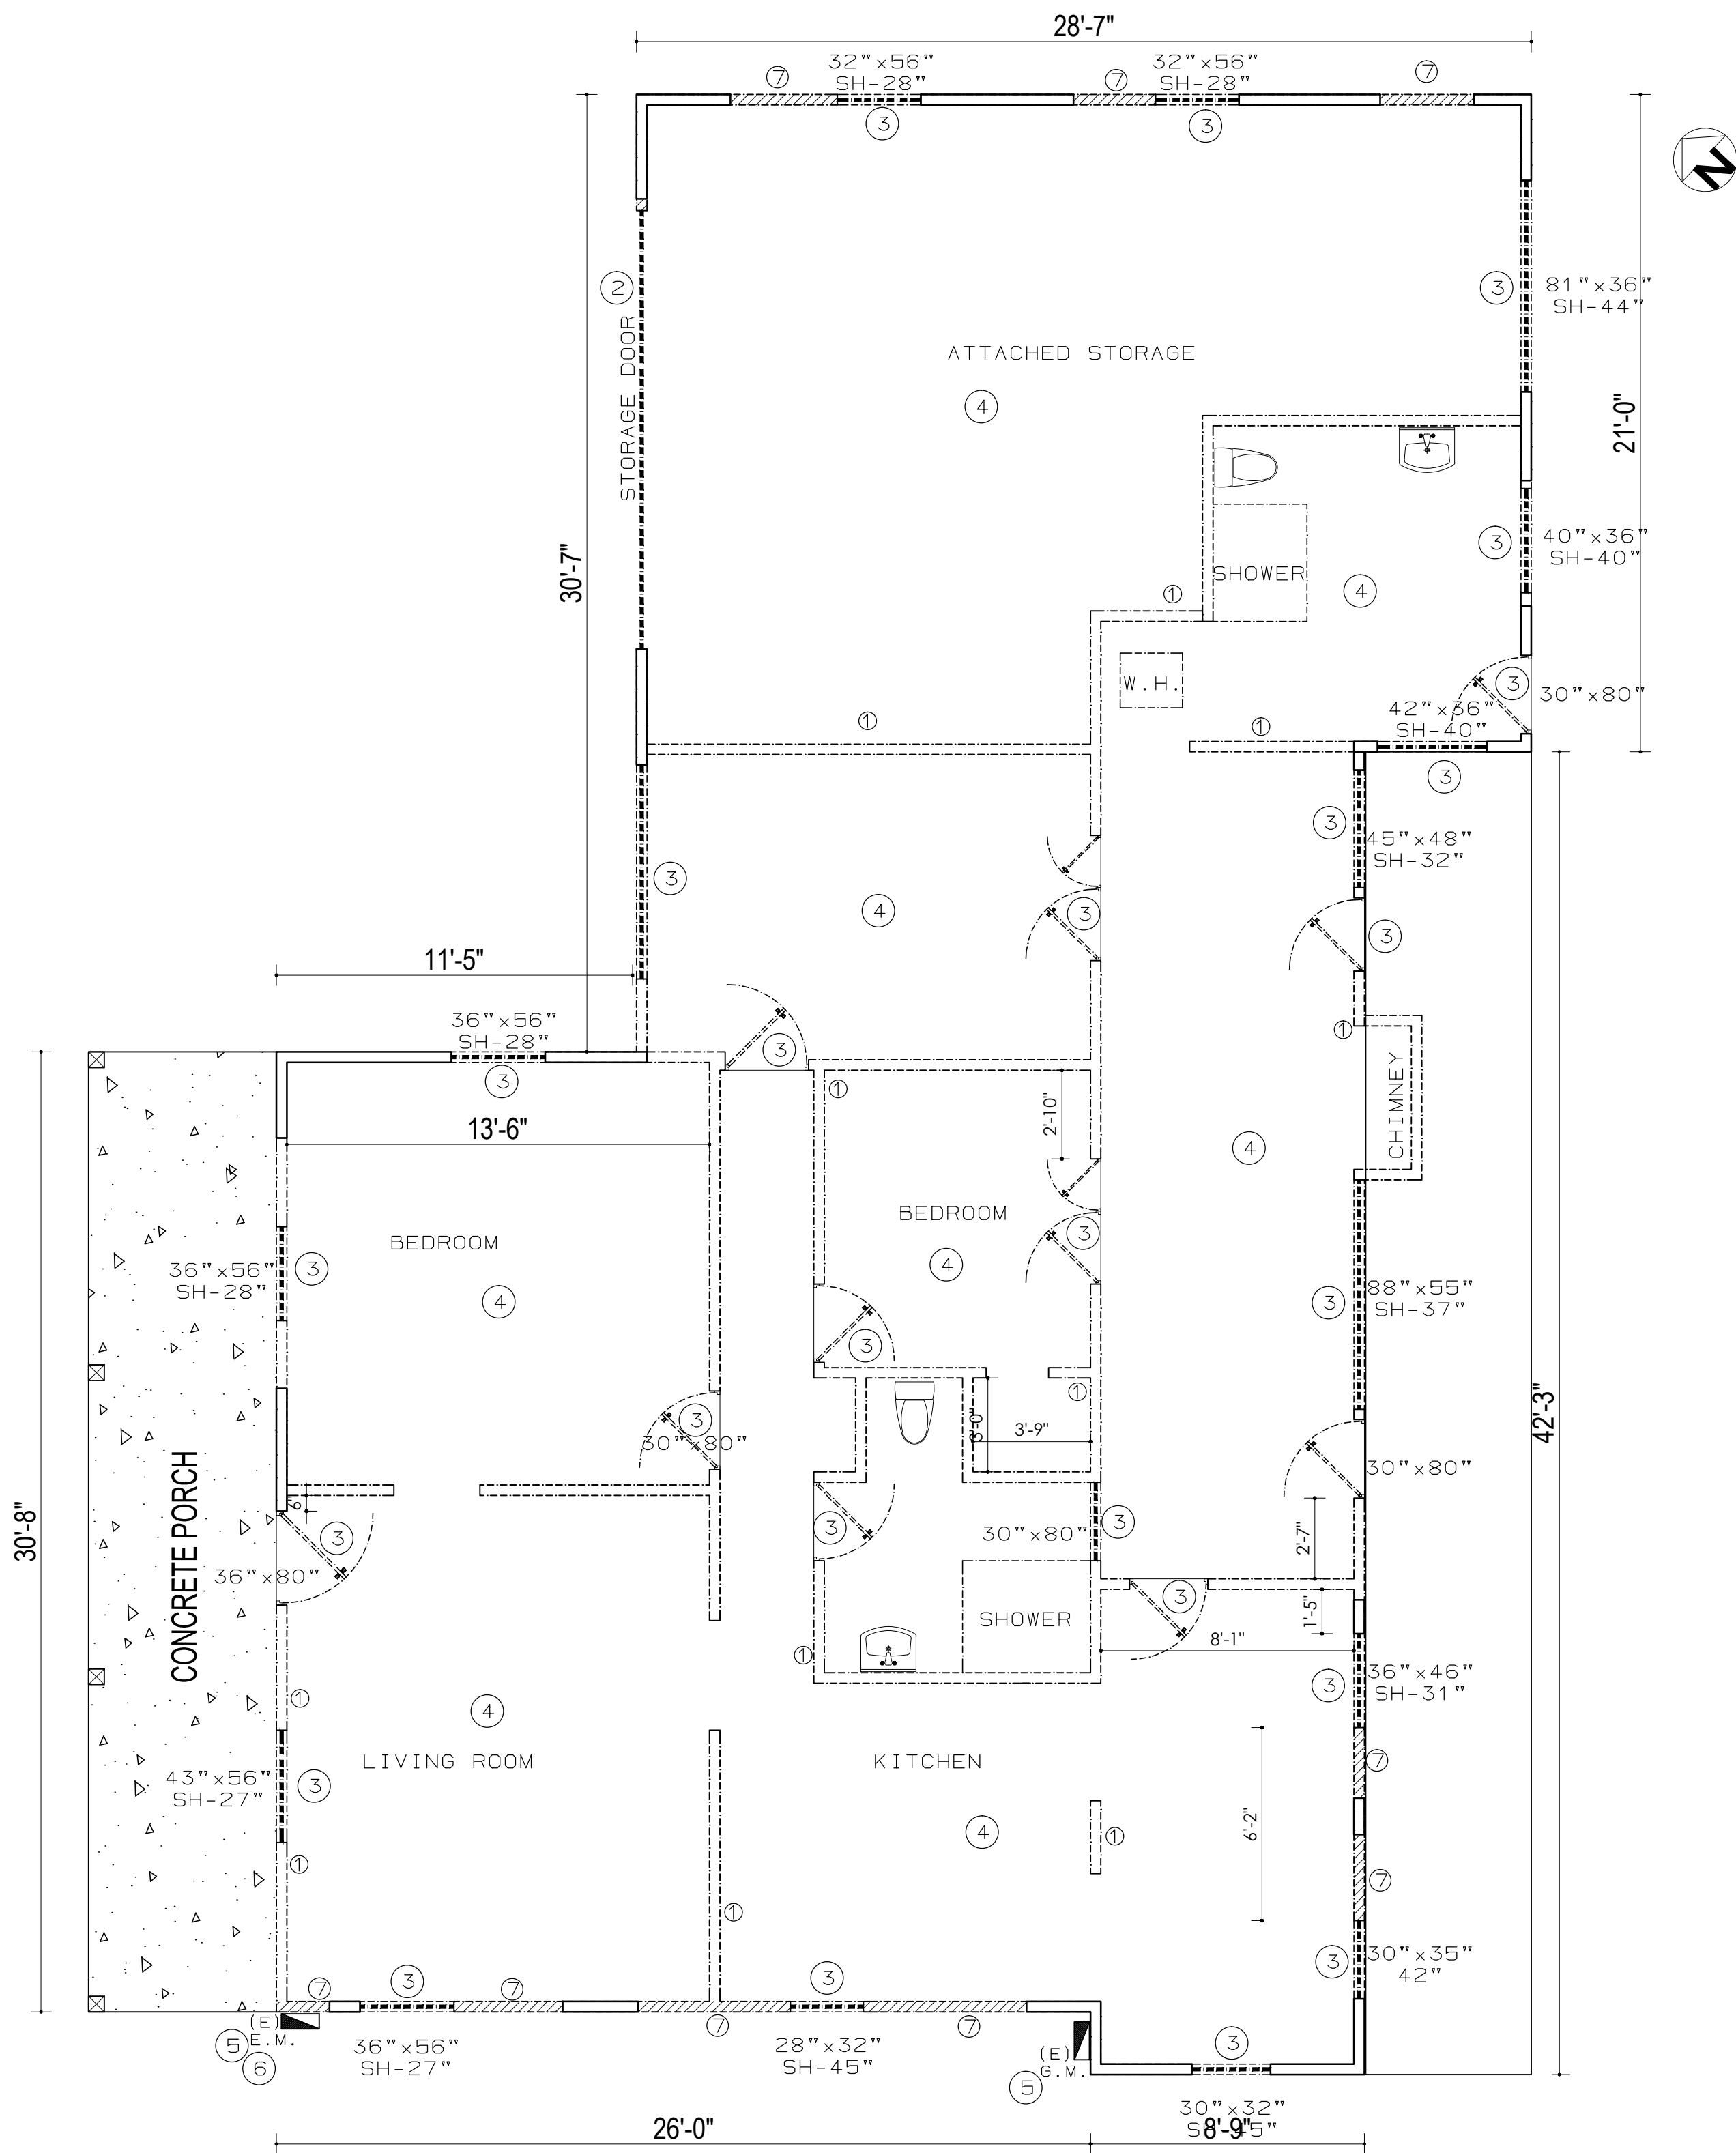 28'-7"
32"x56"
SH-28"
32"x56"
SH-28"
7
7
7
3
3
N
2
STORAGE DOOR
3
81"x36"
SH-44"
ATTACHED STORAGE
4
21'-0"
30'-7"
3
40"x36"
SH-40"
SHOWER
4
1
W.H.
3
30"x80"
42"x36"
SH-40"
1
1
3
3
45"x48"
SH-32"
3
4
3
3
11'-5"
36"x56"
SH-28"
3
3
1
1
CHIMNEY
2'-10"
13'-6"
4
BEDROOM
BEDROOM
3
4
36"x56"
SH-28"
3
4
3
88"x55"
SH-37"
3
1
42'-3"
3
30"x80"
3'-0"
3'-9"
30"x80"
CONCRETE PORCH
30'-8"
6"
3
36"x80"
3
30"x80"
3
2'-7"
3
1'-5"
SHOWER
8'-1"
1
3
36"x46"
SH-31"
1
4
LIVING ROOM
KITCHEN
7
43"x56"
SH-27"
3
4
1
6'-2"
1
7
1
3
30"x35"
42"
7
3
7
3
(E)
E.M.
5
6
36"x56"
SH-27"
7
28"x32"
SH-45"
7
(E)
G.M.
5
3
30"x32"
SH-45"
26'-0"
8'-9"